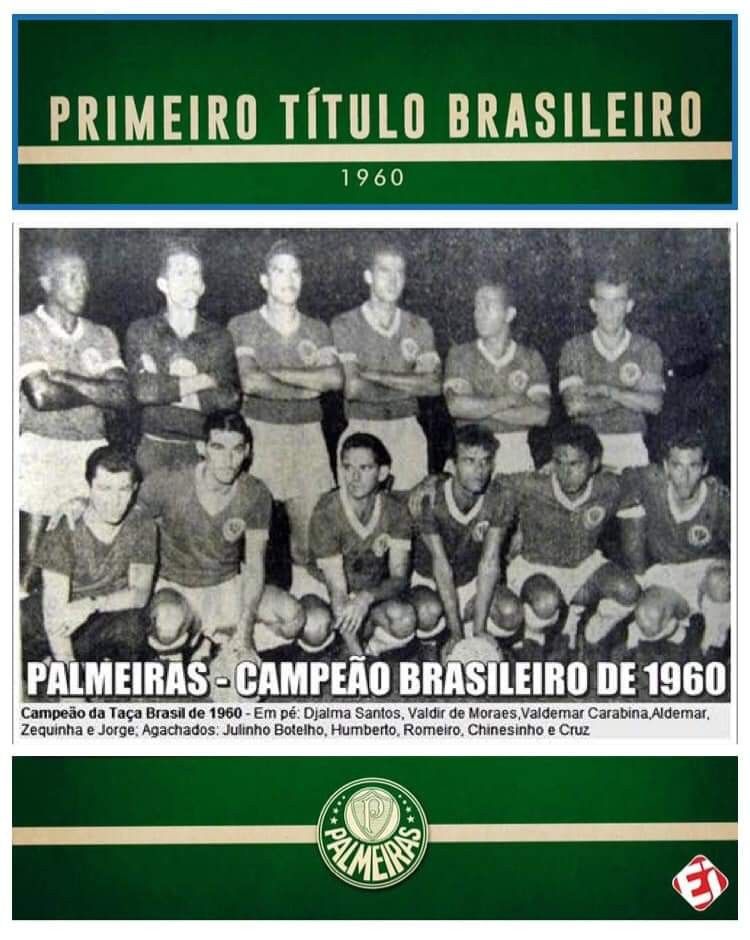 PRIMEIRO TÍTULO BRASILEIRO
1960
PALMEIRAS - CAMPEÃO BRASILEIRO DE 1960
Campeão da Taça Brasil de 1960 - Em pé: Djalma Santos, Valdir de Moraes,Valdemar Carabina,Aldemar,
Zequinha e Jorge; Agachados: Julinho Botelho, Humberto, Romeiro, Chinesinho e Cruz
P
PALMEIRAS
EI